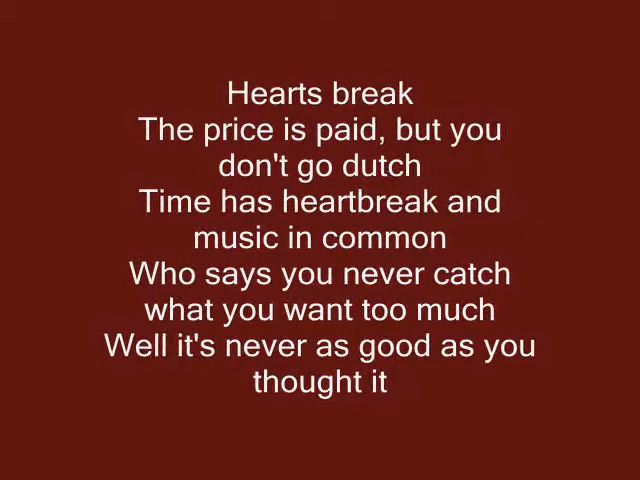 Hearts break
The price is paid, but you
don't go dutch
Time has heartbreak and
music in common
Who says you never catch
what you want too much
Well it's never as good as you
thought it